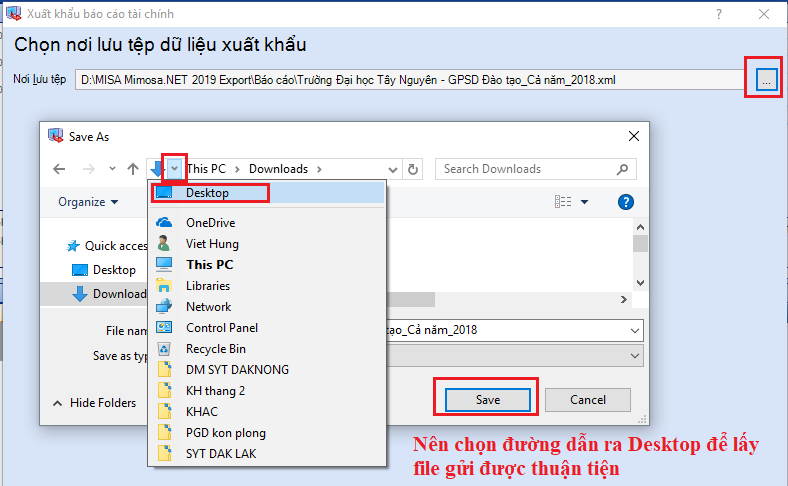 Xuất khẩu báo cáo tài chính
Chọn nơi lưu tệp dữ liệu xuất khẩu
Nơi lưu tệp D:\MISA Mimosa.NET 2019 Export\Báo cáo\Trường Đại học Tây Nguyên - GPSD Đào tạo_Cả năm_2018.xml ...
Save As
This PC > Downloads > Search Downloads
Organize
Desktop
OneDrive
Quick acces
Viet Hung
Desktop
This PC
Downloads
Libraries
Network
File nam
Control Panel
tạo_Cả năm_2018
Save as typ
Recycle Bin
DM SYT DAKNONG
KH thang 2
Hide Folders
KHAC
Save Cancel
PGD kon plong
SYT DAK LAK
Nên chọn đường dẫn ra Desktop để lấy
file gửi được thuận tiện